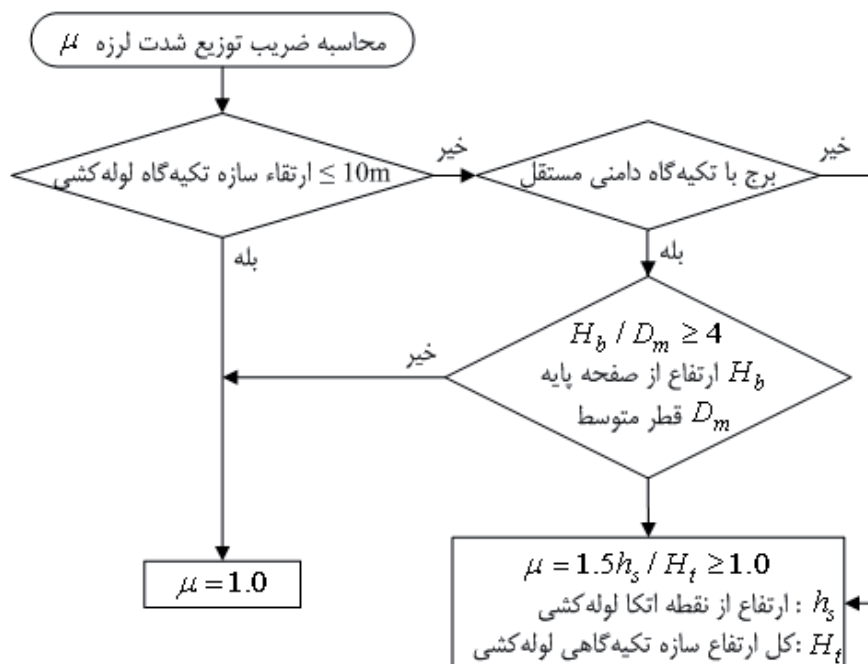 محاسبه ضریب توزیع شدت لرزه μ
ارتقاء سازه تکیه‌گاه لوله‌کشی ≤ 10m
خیر
برج با تکیه‌گاه دامنی مستقل
خیر
بله
بله
H_b / D_m ≥ 4
H_b ارتفاع از صفحه پایه
D_m قطر متوسط
خیر
μ = 1.0
μ = 1.5h_s / H_t ≥ 1.0
h_s : ارتفاع از نقطه اتکا لوله‌کشی
H_t :کل ارتفاع سازه تکیه‌گاهی لوله‌کشی